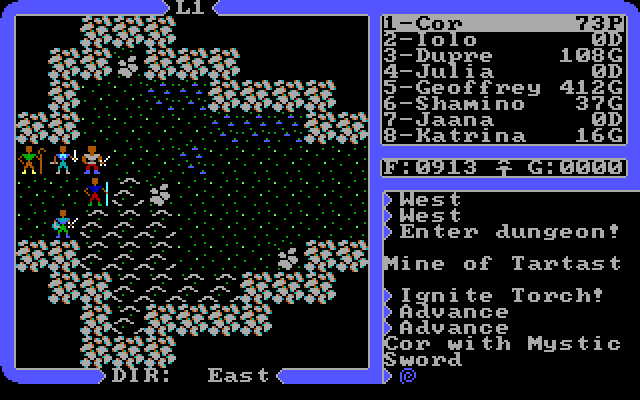 L1
1-Cor 73P
2-Iolo 0D
3-Dupre 108G
4-Julia 0D
5-Geoffrey 412G
6-Shamino 37G
7-Jaana 0D
8-Katrina 16G
F:0913 ☥ G:0000
West
West
Enter dungeon!
Mine of Tartast
Ignite Torch!
Advance
Advance
Cor with Mystic
Sword
DIR: East